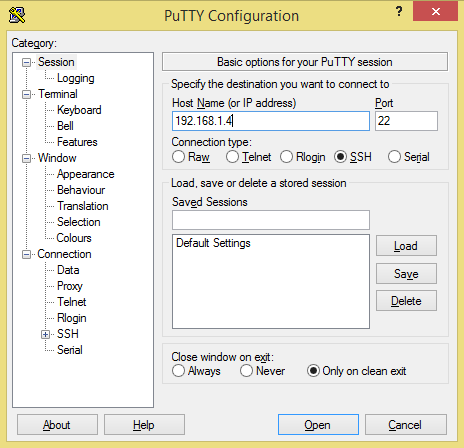 PuTTY Configuration
? X
Category:
Session
Logging
Terminal
Keyboard
Bell
Features
Window
Appearance
Behaviour
Translation
Selection
Colours
Connection
Data
Proxy
Telnet
Rlogin
SSH
Serial
Basic options for your PuTTY session
Specify the destination you want to connect to
Host Name (or IP address) Port
192.168.1.4 22
Connection type:
Raw Telnet Rlogin SSH Serial
Load, save or delete a stored session
Saved Sessions
Default Settings
Load
Save
Delete
Close window on exit:
Always Never Only on clean exit
About Help Open Cancel